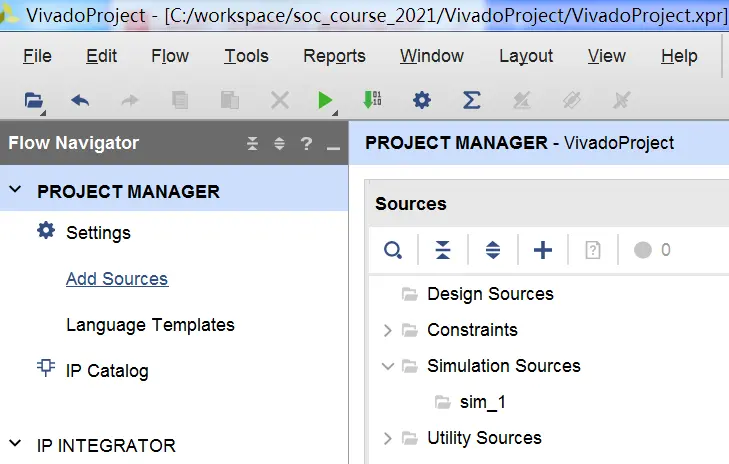 VivadoProject - [C:/workspace/soc_course_2021/VivadoProject/VivadoProject.xpr]
File Edit Flow Tools Reports Window Layout View Help
Flow Navigator
PROJECT MANAGER - VivadoProject
PROJECT MANAGER
Sources
Settings
0
Add Sources
Design Sources
Language Templates
Constraints
IP Catalog
Simulation Sources
sim_1
IP INTEGRATOR
Utility Sources